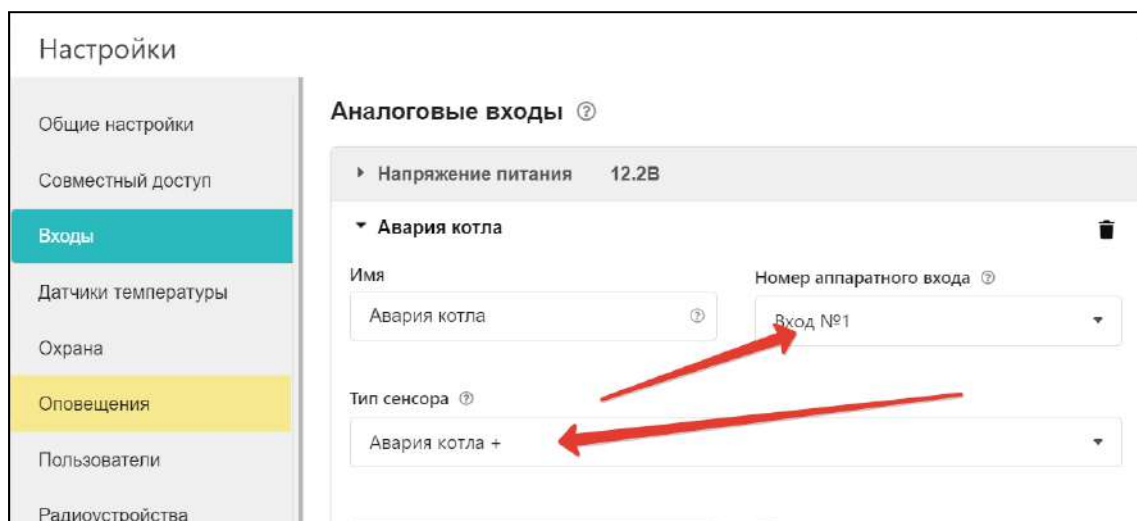 Настройки
Общие настройки
Совместный доступ
Входы
Датчики температуры
Охрана
Оповещения
Пользователи
Радиоустройства
Аналоговые входы ?
Напряжение питания 12.2В
Авария котла
Имя
Авария котла ?
Номер аппаратного входа ?
Вход №1
Тип сенсора ?
Авария котла +